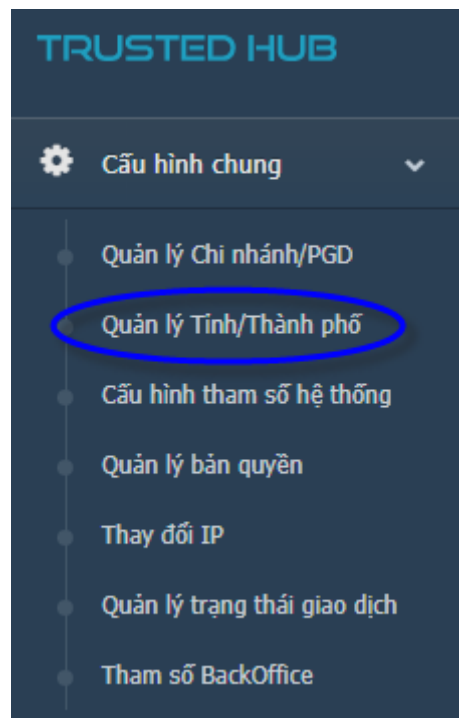 TRUSTED HUB
Cấu hình chung
Quản lý Chi nhánh/PGD
Quản lý Tỉnh/Thành phố
Cấu hình tham số hệ thống
Quản lý bản quyền
Thay đổi IP
Quản lý trạng thái giao dịch
Tham số BackOffice